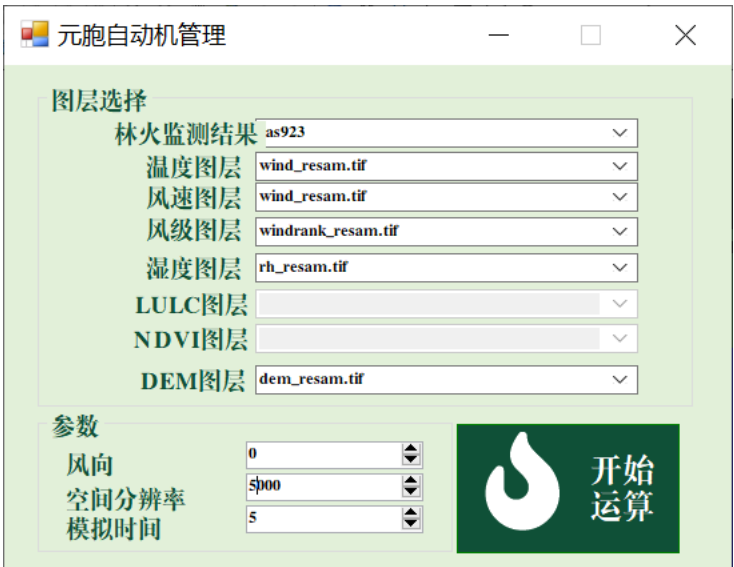 元胞自动机管理
图层选择
林火监测结果 as923
温度图层 wind_resam.tif
风速图层 wind_resam.tif
风级图层 windrank_resam.tif
湿度图层 rh_resam.tif
LULC图层
NDVI图层
DEM图层 dem_resam.tif
参数
风向 0
空间分辨率 5000
模拟时间 5
开始
运算